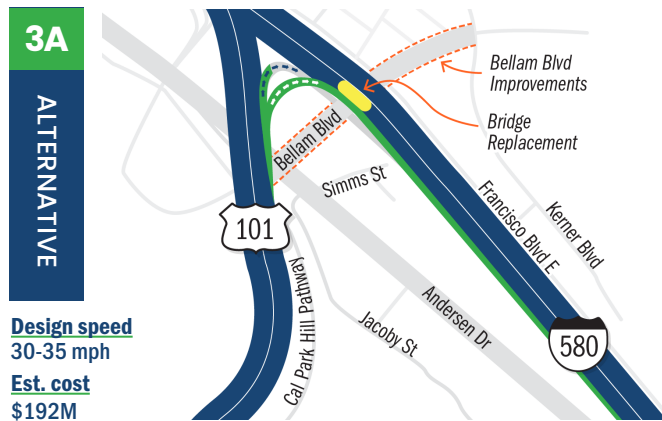 3A
ALTERNATIVE
Design speed
30-35 mph
Est. cost
$192M
Bellam Blvd
Improvements
Bridge
Replacement
Bellam Blvd
Simms St
101
Francisco Blvd E
Kerner Blvd
Cal Park Hill Pathway
Andersen Dr
Jacoby St
580